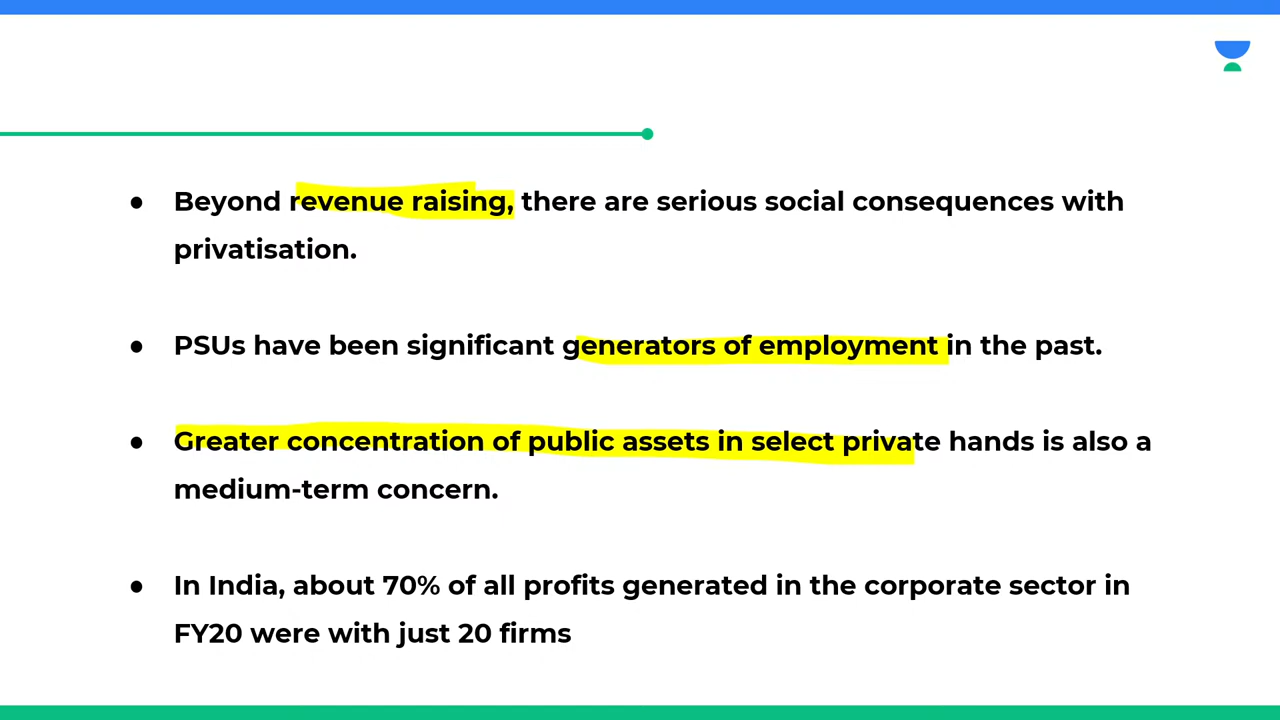 ● Beyond revenue raising, there are serious social consequences with
privatisation.
● PSUs have been significant generators of employment in the past.
● Greater concentration of public assets in select private hands is also a
medium-term concern.
● In India, about 70% of all profits generated in the corporate sector in
FY20 were with just 20 firms